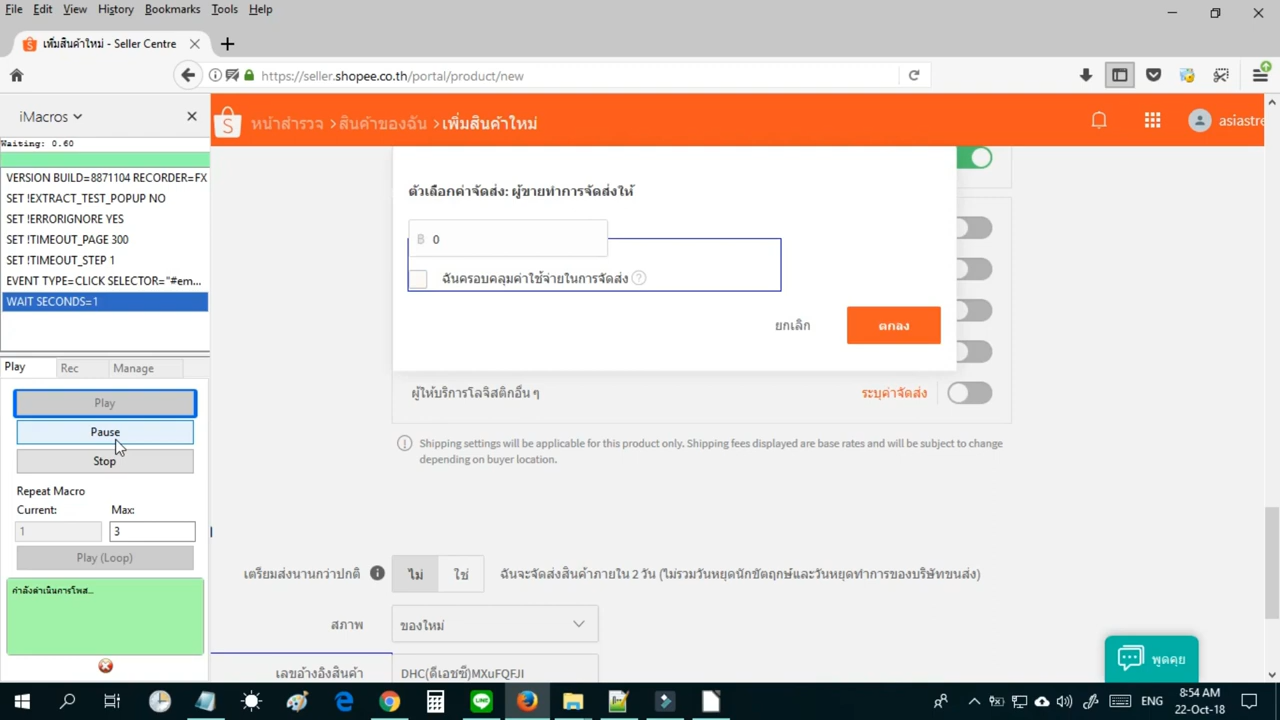 File Edit View History Bookmarks Tools Help
เพิ่มสินค้าใหม่ - Seller Centre
https://seller.shopee.co.th/portal/product/new
iMacros
หน้าสำรวจ > สินค้าของฉัน > เพิ่มสินค้าใหม่
asiastre
Waiting: 0.60
VERSION BUILD=8871104 RECORDER=FX
SET !EXTRACT_TEST_POPUP NO
SET !ERRORIGNORE YES
SET !TIMEOUT_PAGE 300
SET !TIMEOUT_STEP 1
EVENT TYPE=CLICK SELECTOR="#em...
WAIT SECONDS=1
ตัวเลือกค่าจัดส่ง: ผู้ขายทำการจัดส่งให้
฿ 0
ฉันครอบคลุมค่าใช้จ่ายในการจัดส่ง ?
ยกเลิก ตกลง
Play Rec Manage
Play
Pause
Stop
Repeat Macro
Current: Max:
1 3
Play (Loop)
กำลังดำเนินการโพส...
ผู้ให้บริการโลจิสติกอื่น ๆ ระบุค่าจัดส่ง
Shipping settings will be applicable for this product only. Shipping fees displayed are base rates and will be subject to change
depending on buyer location.
เตรียมส่งนานกว่าปกติ ไม่ ใช่ ฉันจะจัดส่งสินค้าภายใน 2 วัน (ไม่รวมวันหยุดนักขัตฤกษ์และวันหยุดทำการของบริษัทขนส่ง)
สภาพ ของใหม่
เลขอ้างอิงสินค้า DHC(ดีเอชซี)MXuFQFJI
พูดคุย
ENG
8:54 AM
22-Oct-18